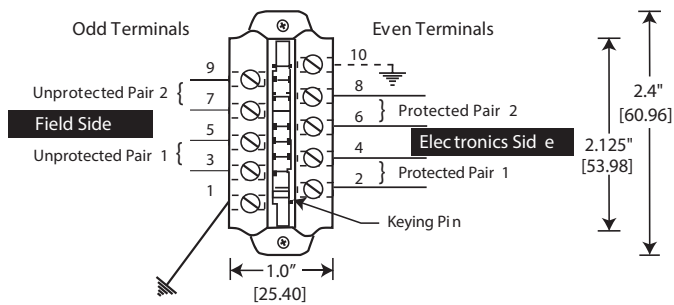 Odd Terminals
Even Terminals
9
Unprotected Pair 2 {
7
Field Side
5
Unprotected Pair 1 {
3
1
10
8
} Protected Pair 2
6
Electronics Sid e
4
} Protected Pair 1
2
Keying Pin
2.4"
[60.96]
2.125"
[53.98]
1.0"
[25.40]